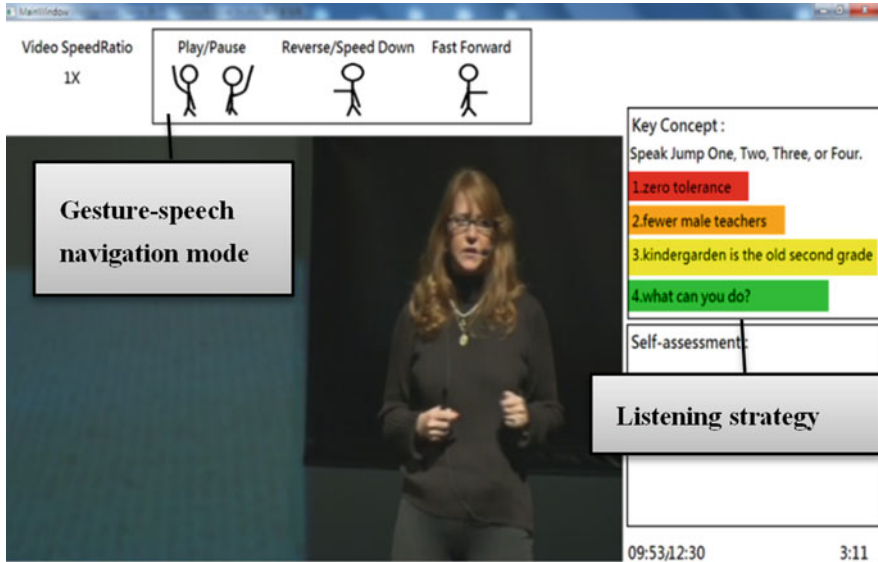 MainWindow
Video SpeedRatio
1X
Play/Pause
Reverse/Speed Down
Fast Forward
Gesture-speech
navigation mode
Key Concept :
Speak Jump One, Two, Three, or Four.
1.zero tolerance
2.fewer male teachers
3.kindergarden is the old second grade
4.what can you do?
Self-assessment :
Listening strategy
09:53/12:30
3:11